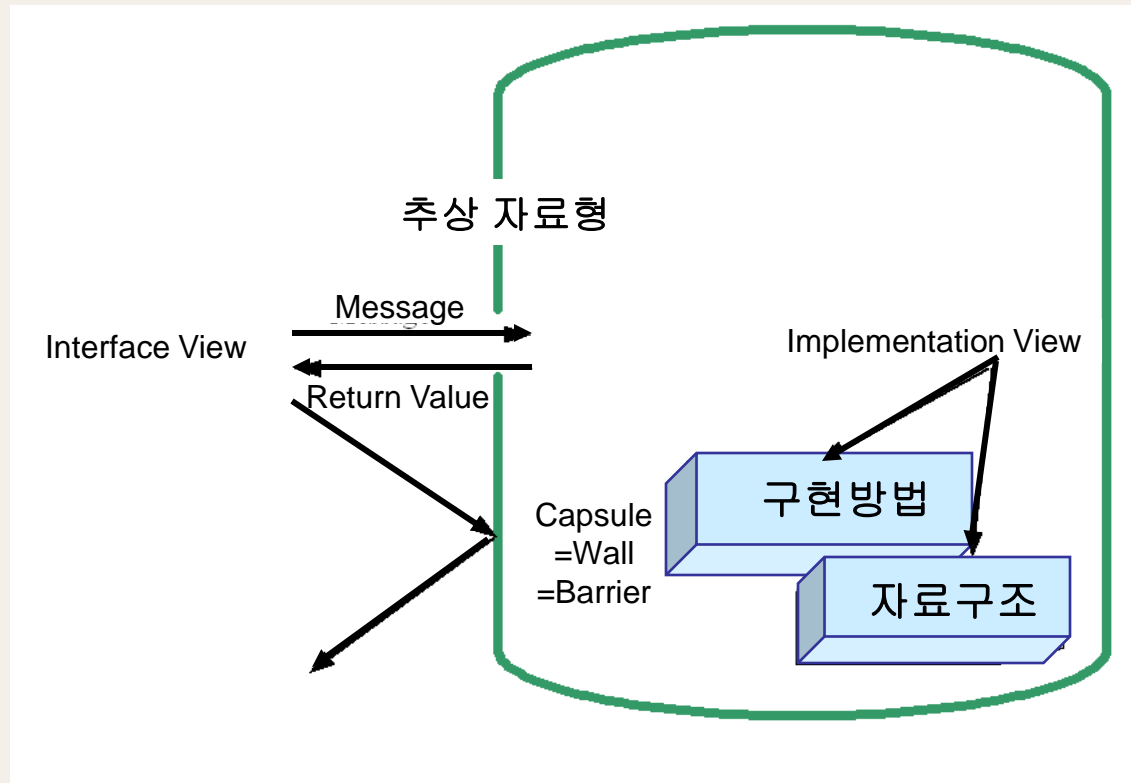 추상 자료형
Message
Interface View
Implementation View
Return Value
구현방법
Capsule
=Wall
=Barrier
자료구조